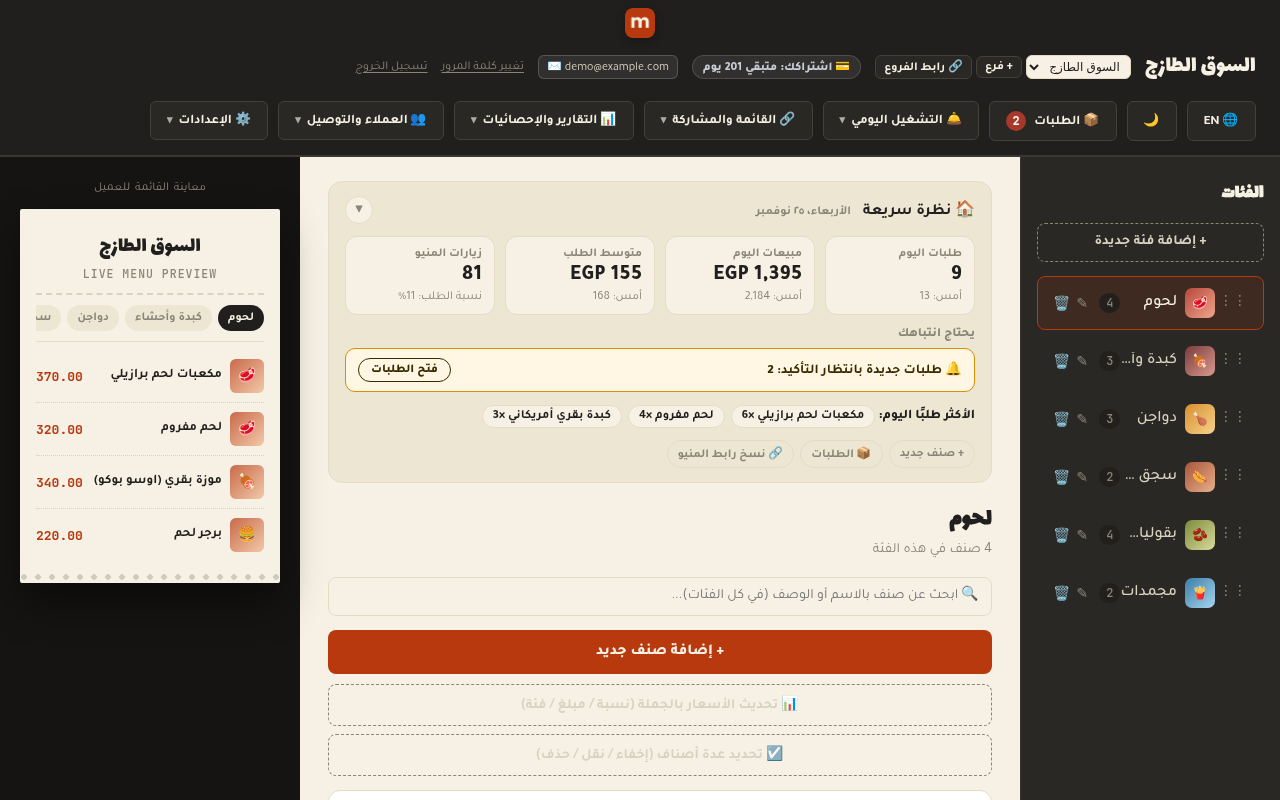 m
السوق الطازج
السوق الطازج
+ فرع
🔗 رابط الفروع
💳 اشتراكك: متبقي 201 يوم
✉️ demo@example.com
تغيير كلمة المرور
تسجيل الخروج
🌐 EN
🌙
📦 الطلبات 2
🛎️ التشغيل اليومي ▾
🔗 القائمة والمشاركة ▾
📊 التقارير والإحصائيات ▾
👥 العملاء والتوصيل ▾
⚙️ الإعدادات ▾
الفئات
+ إضافة فئة جديدة
لحوم 4
كبدة وأ... 3
دواجن 3
سجق ... 2
بقوليا... 4
مجمدات 2
🏠 نظرة سريعة الأربعاء، ٢٥ نوفمبر
▼
طلبات اليوم
9
أمس: 13
مبيعات اليوم
EGP 1,395
أمس: 2,184
متوسط الطلب
EGP 155
أمس: 168
زيارات المنيو
81
نسبة الطلب: 11%
يحتاج انتباهك
🔔 طلبات جديدة بانتظار التأكيد: 2
فتح الطلبات
الأكثر طلبًا اليوم: مكعبات لحم برازيلي ×6 لحم مفروم ×4 كبدة بقري أمريكاني ×3
+ صنف جديد
📦 الطلبات
🔗 نسخ رابط المنيو
لحوم
4 صنف في هذه الفئة
🔍 ابحث عن صنف بالاسم أو الوصف (في كل الفئات)...
+ إضافة صنف جديد
📊 تحديث الأسعار بالجملة (نسبة / مبلغ / فئة)
☑️ تحديد عدة أصناف (إخفاء / نقل / حذف)
معاينة القائمة للعميل
السوق الطازج
LIVE MENU PREVIEW
لحوم
كبدة وأحشاء
دواجن
سج
مكعبات لحم برازيلي 370.00
لحم مفروم 320.00
موزة بقري (اوسو بوكو) 340.00
برجر لحم 220.00